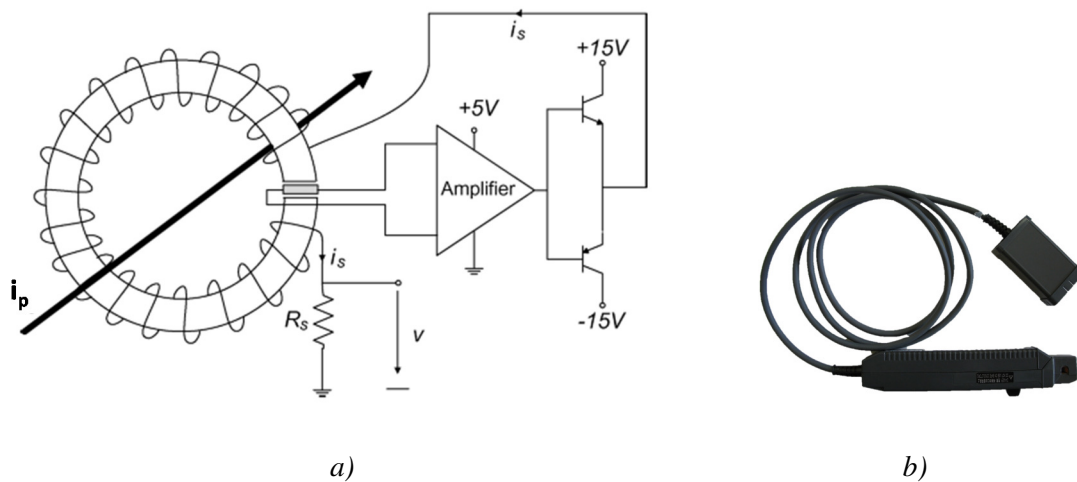 i_s
+15V
+5V
Amplifier
i_s
i_p
R_s
v
-15V
a)
b)